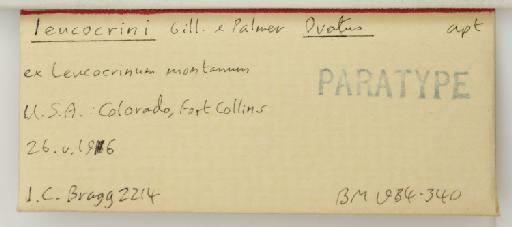 leucocrini Gill. & Palmer Ovatus apt
ex Leucocrinum montanum
PARATYPE
U.S.A.: Colorado, Fort Collins
26.v.1916
L.C. Bragg 2214
BM 1984-340